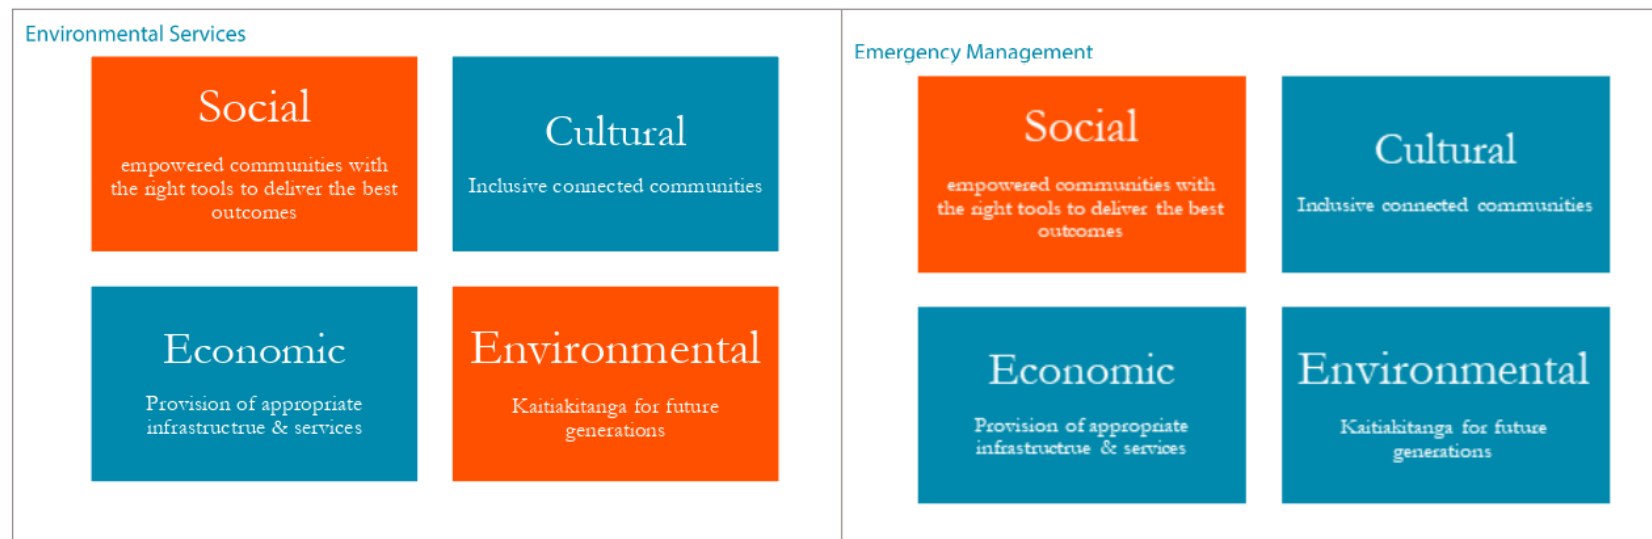 Environmental Services
Social
empowered communities with
the right tools to deliver the best
outcomes
Cultural
Inclusive connected communities
Economic
Provision of appropriate
infrastructrue & services
Environmental
Kaitiakitanga for future
generations
Emergency Management
Social
empowered communities with
the right tools to deliver the best
outcomes
Cultural
Inclusive connected communities
Economic
Provision of appropriate
infrastructrue & services
Environmental
Kaitiakitanga for future
generations